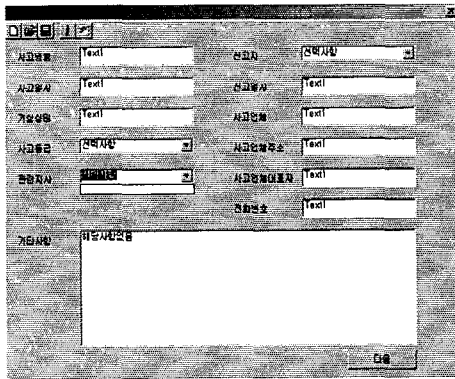 사고번호 Text1 신고자 선택사항
사고일시 Text1 신고일시 Text1
기상상태 Text1 사고업체 Text1
사고등급 선택사항 사고업체주소 Text1
관련지사 사고업체대표자 Text1
전화번호 Text1
기타사항 해당사항없음
다음